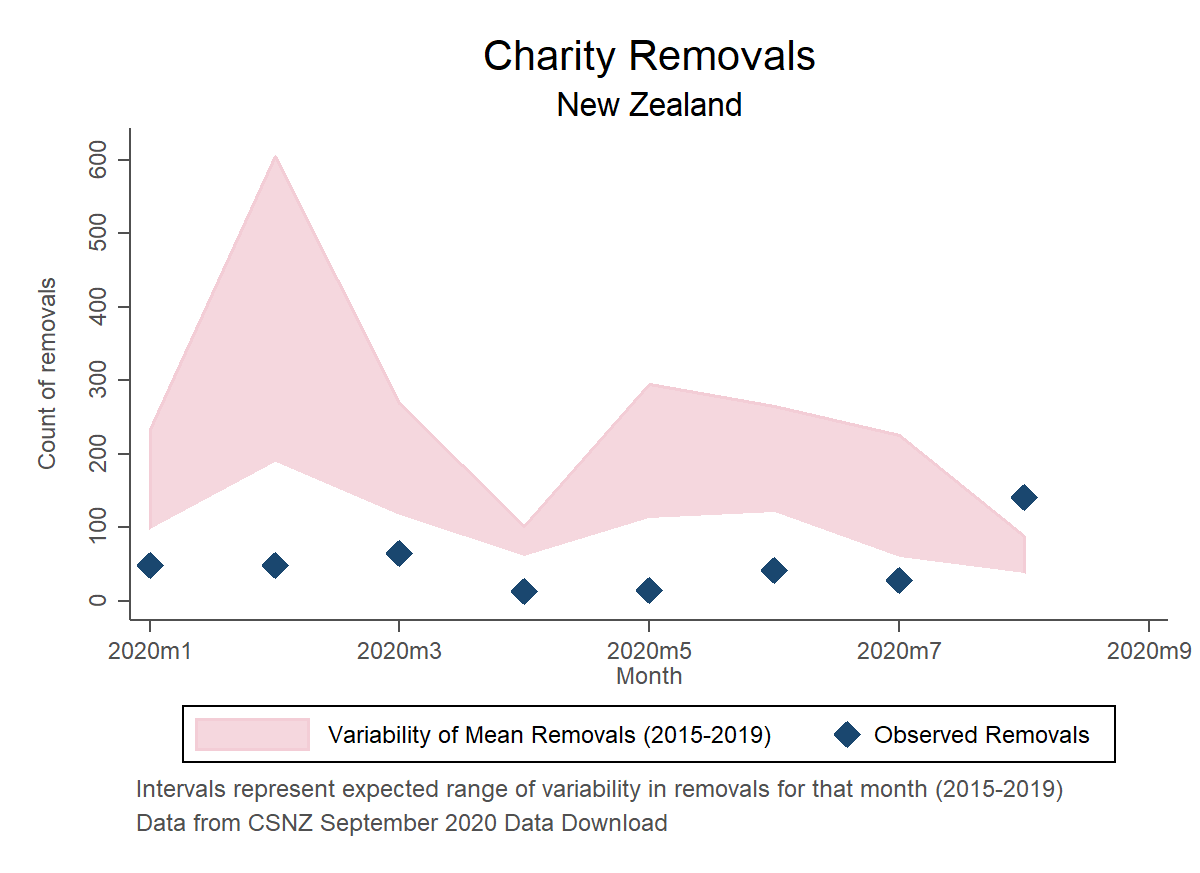 Charity Removals
New Zealand
Count of removals
600
500
400
300
200
100
0
2020m1 2020m3 2020m5 2020m7 2020m9
Month
Variability of Mean Removals (2015-2019) Observed Removals
Intervals represent expected range of variability in removals for that month (2015-2019)
Data from CSNZ September 2020 Data Download